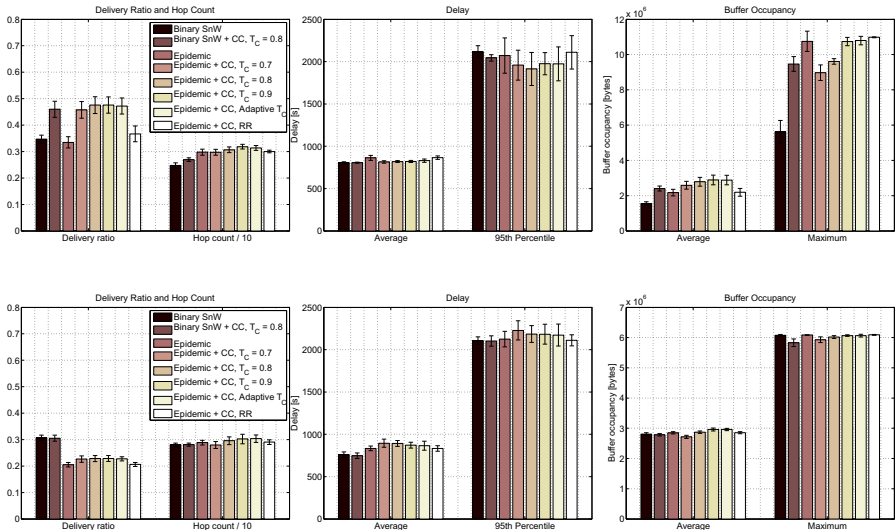 Delivery Ratio and Hop Count
0.8
0.7
0.6
0.5
0.4
0.3
0.2
0.1
0
Binary SnW
Binary SnW + CC, T_C = 0.8
Epidemic
Epidemic + CC, T_C = 0.7
Epidemic + CC, T_C = 0.8
Epidemic + CC, T_C = 0.9
Epidemic + CC, Adaptive T_C
Epidemic + CC, RR
Delivery ratio
Hop count / 10
Delay
Delay [s]
2500
2000
1500
1000
500
0
Average
95th Percentile
Buffer Occupancy
Buffer occupancy [bytes]
x 10^6
12
10
8
6
4
2
0
Average
Maximum
Delivery Ratio and Hop Count
0.8
0.7
0.6
0.5
0.4
0.3
0.2
0.1
0
Binary SnW
Binary SnW + CC, T_C = 0.8
Epidemic
Epidemic + CC, T_C = 0.7
Epidemic + CC, T_C = 0.8
Epidemic + CC, T_C = 0.9
Epidemic + CC, Adaptive T_C
Epidemic + CC, RR
Delivery ratio
Hop count / 10
Delay
Delay [s]
2500
2000
1500
1000
500
0
Average
95th Percentile
Buffer Occupancy
Buffer occupancy [bytes]
7 x 10^6
6
5
4
3
2
1
0
Average
Maximum